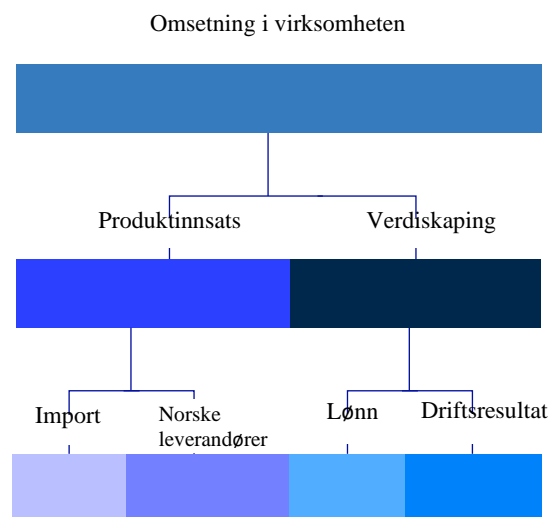 Omsetning i virksomheten
Produktinnsats
Verdiskaping
Import
Norske
leverandører
Lønn
Driftsresultat